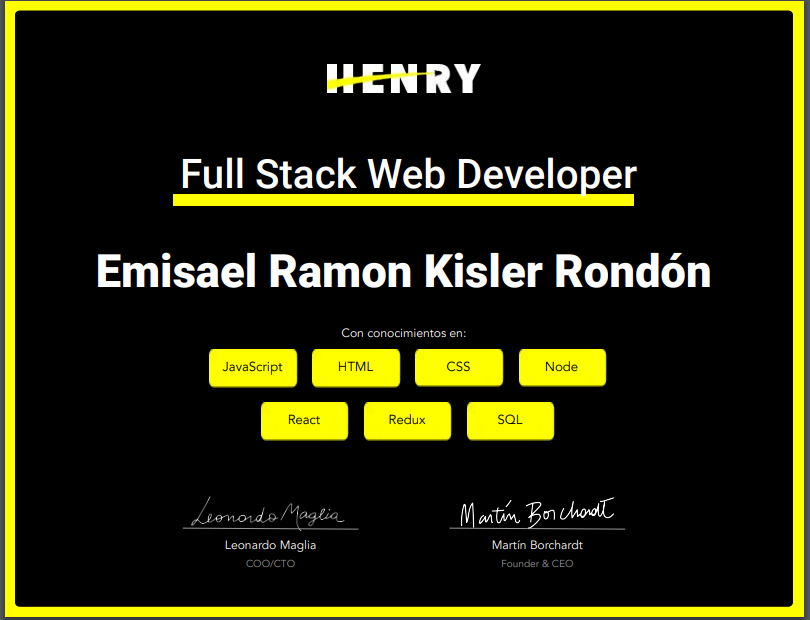 HENRY
Full Stack Web Developer
Emisael Ramon Kisler Rondón
Con conocimientos en:
JavaScript HTML CSS Node
React Redux SQL
Leonardo Maglia Martín Borchardt
Leonardo Maglia Martín Borchardt
COO/CTO Founder & CEO